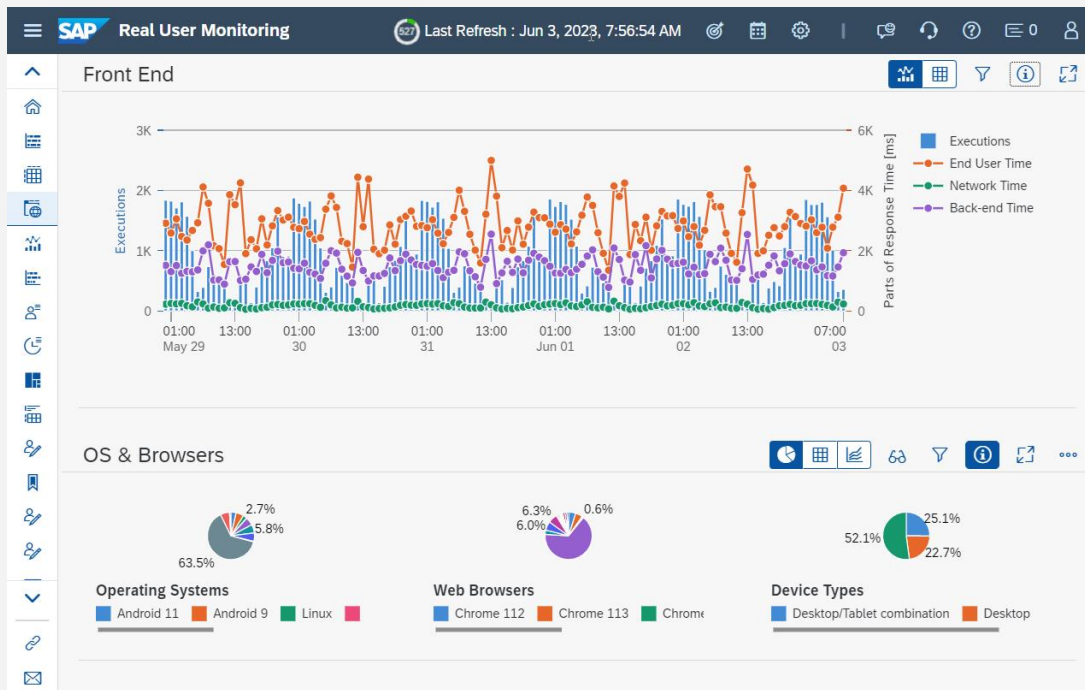 SAP Real User Monitoring 527 Last Refresh : Jun 3, 2023, 7:56:54 AM 0
Front End
3K 6K
2K 4K
1K 2K
0 0
Executions
Parts of Response Time [ms]
Executions
End User Time
Network Time
Back-end Time
01:00 13:00 01:00 13:00 01:00 13:00 01:00 13:00 01:00 13:00 07:00
May 29 30 31 Jun 01 02 03
OS & Browsers
2.7%
5.8%
63.5%
Operating Systems
Android 11 Android 9 Linux
6.3% 0.6%
6.0%
Web Browsers
Chrome 112 Chrome 113 Chrome
25.1%
52.1%
22.7%
Device Types
Desktop/Tablet combination Desktop